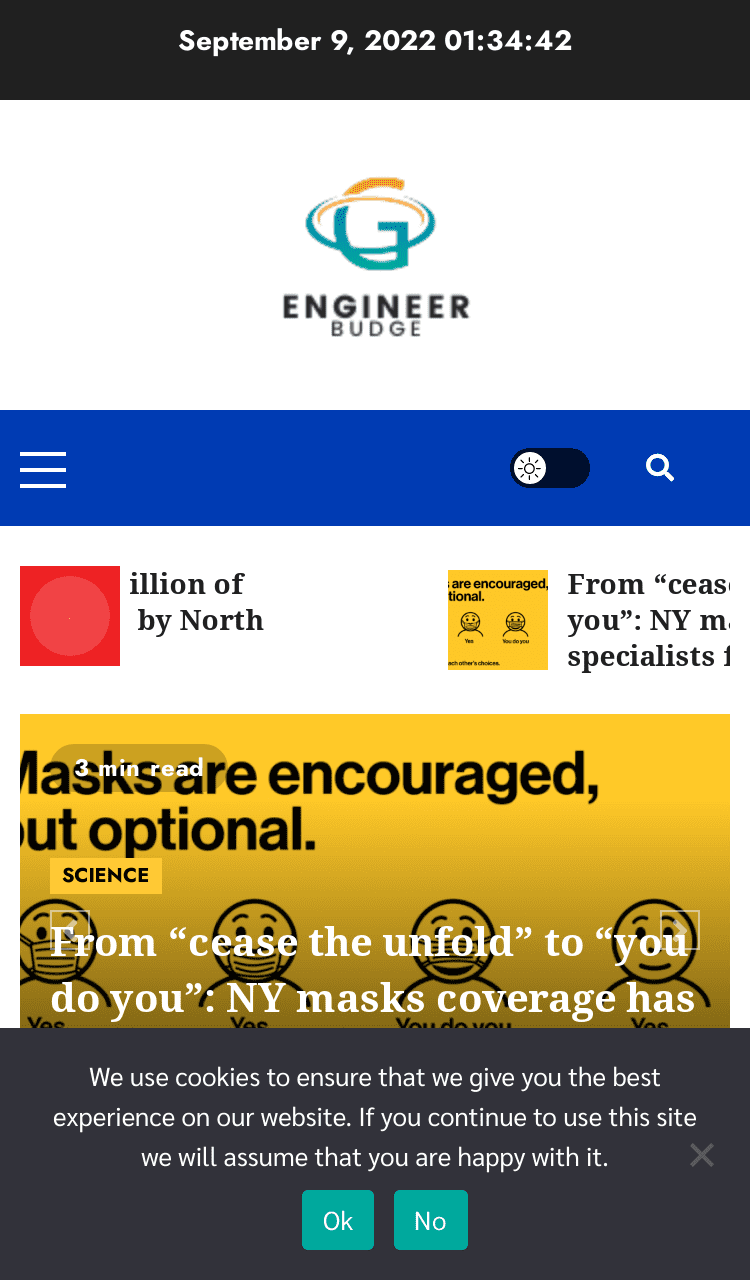 September 9, 2022 01:34:42
ENGINEER
BUDGE
illion of
by North
s are encouraged,
tional.
Yes
You do you
ach other's choices.
From “cease
you”: NY ma
specialists f
Masks are encouraged,
but optional.
3 min read
SCIENCE
From “cease the unfold” to “you
do you”: NY masks coverage has
Yes
Yes
You do you
Yes
We use cookies to ensure that we give you the best
experience on our website. If you continue to use this site
we will assume that you are happy with it.
Ok
No